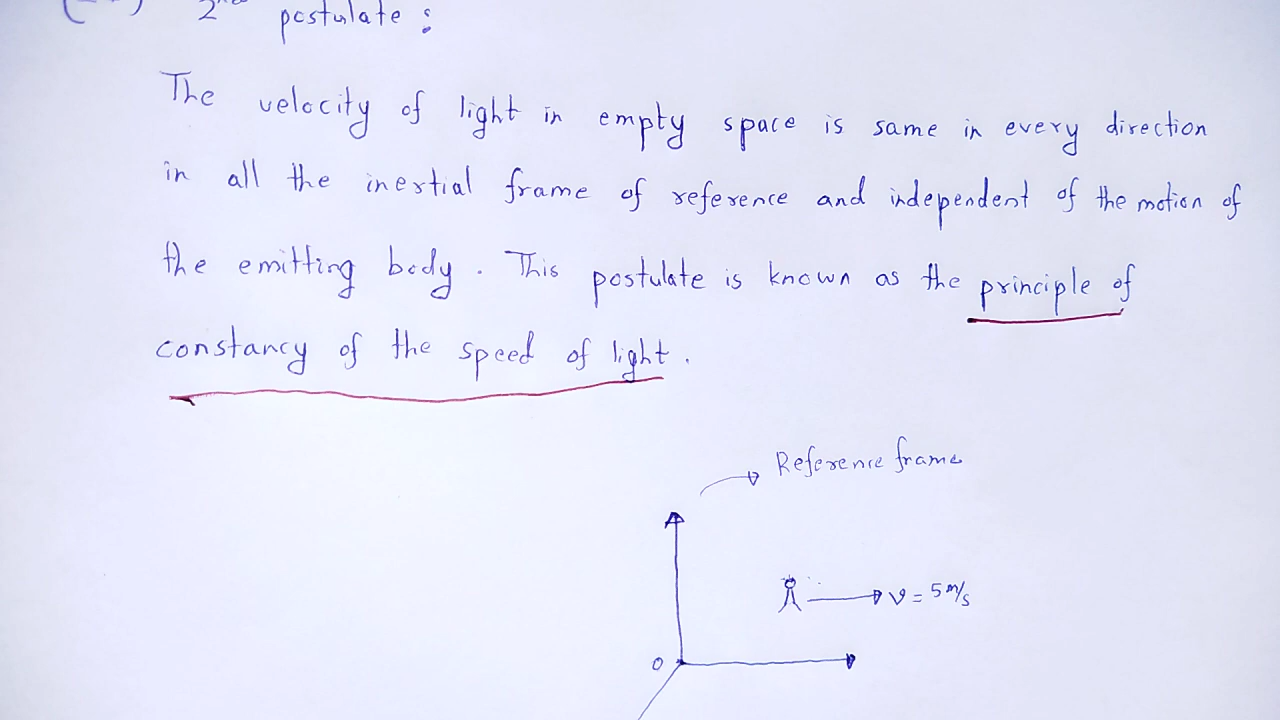 2nd postulate :
The velocity of light in empty space is same in every direction
in all the inertial frame of reference and independent of the motion of
the emitting body. This postulate is known as the principle of
constancy of the speed of light.
Reference frame
v = 5 m/s
O